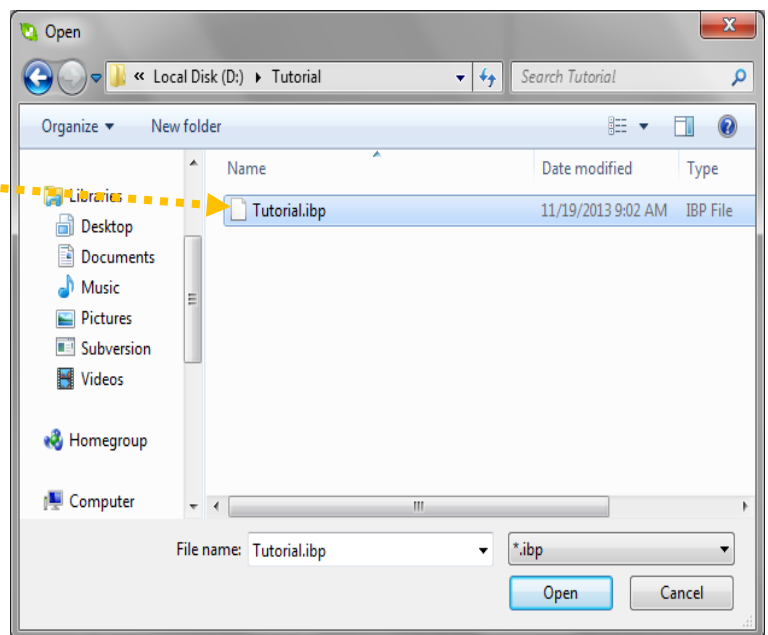 Open
« Local Disk (D:) Tutorial Search Tutorial
Organize New folder
Name Date modified Type
Libraries
Tutorial.ibp 11/19/2013 9:02 AM IBP File
Desktop
Documents
Music
Pictures
Subversion
Videos
Homegroup
Computer
File name: Tutorial.ibp *.ibp
Open Cancel